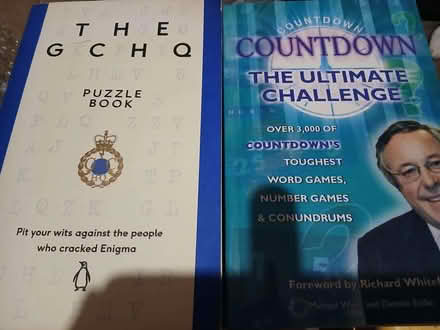 THE
GCHQ
PUZZLE
BOOK
Pit your wits against the people
who cracked Enigma
COUNTDOWN
COUNTDOWN
THE ULTIMATE
CHALLENGE
OVER 3,000 OF
COUNTDOWN'S
TOUGHEST
WORD GAMES,
NUMBER GAMES
& CONUNDRUMS
Foreword by Richard